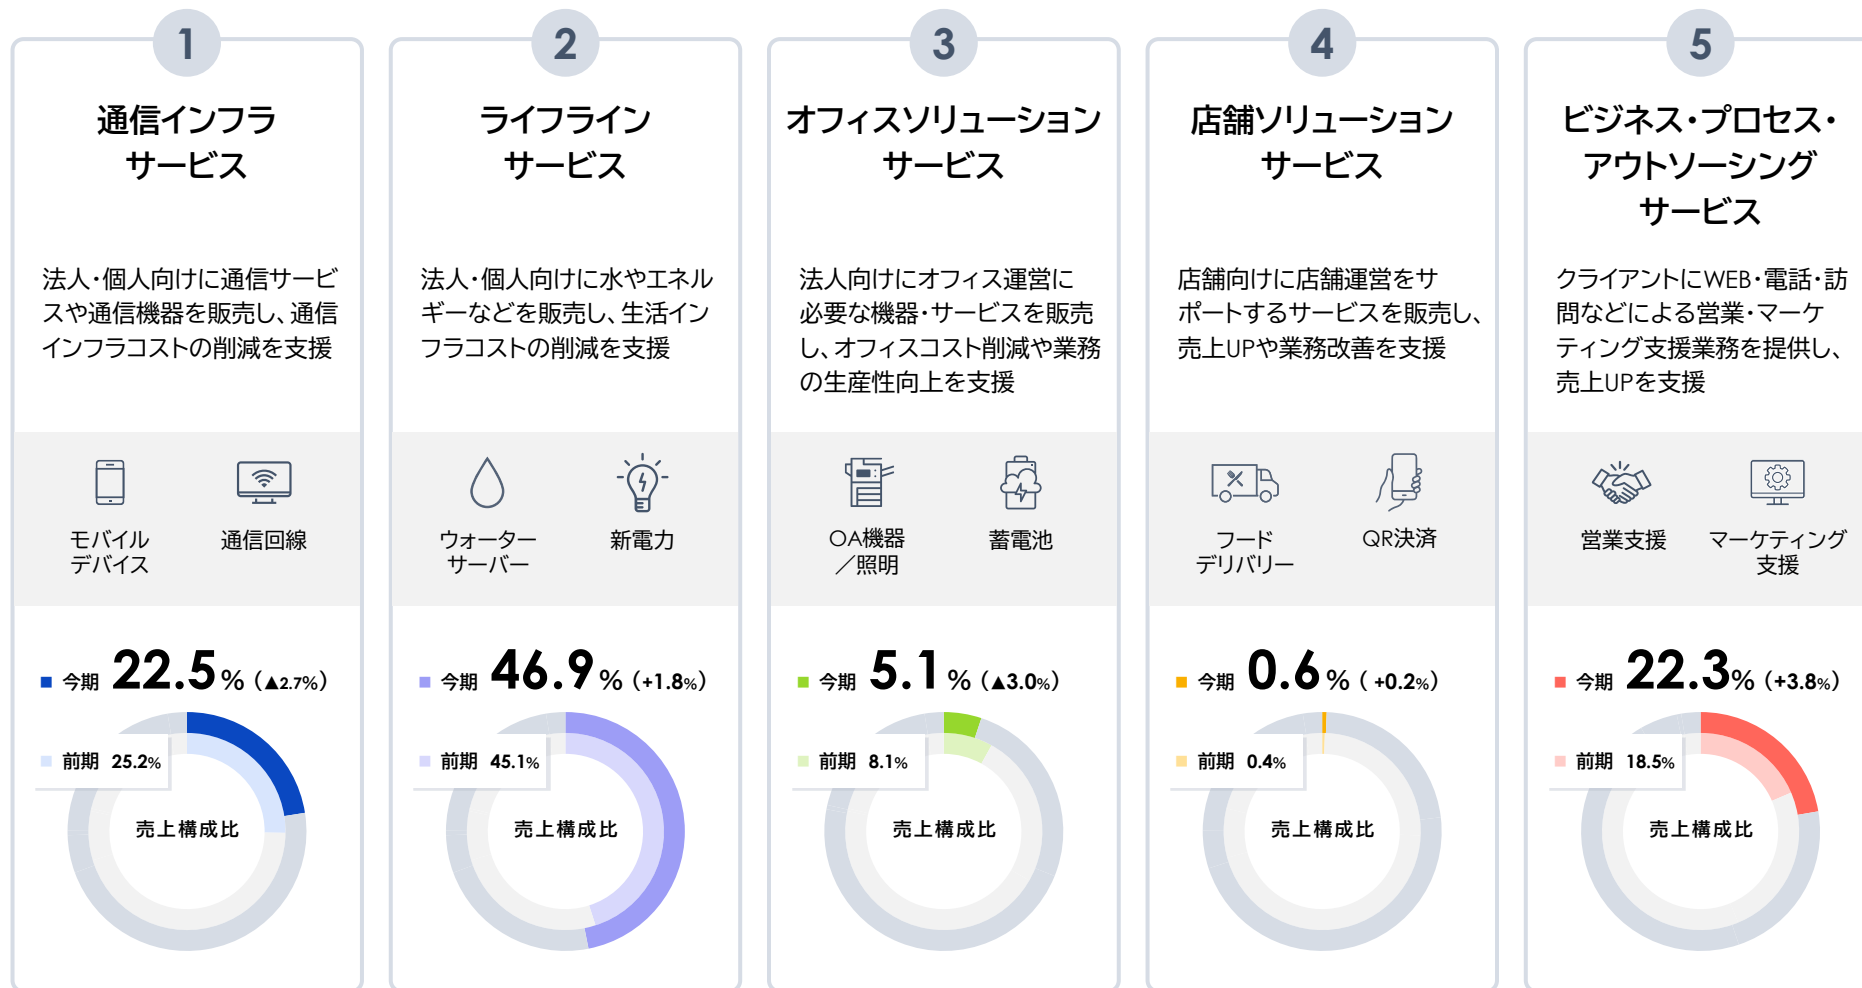 1
通信インフラ
サービス
法人・個人向けに通信サービ
スや通信機器を販売し、通信
インフラコストの削減を支援
モバイル
デバイス
通信回線
今期 22.5% (▲2.7%)
前期 25.2%
売上構成比
2
ライフライン
サービス
法人・個人向けに水やエネル
ギーなどを販売し、生活イン
フラコストの削減を支援
ウォーター
サーバー
新電力
今期 46.9% (+1.8%)
前期 45.1%
売上構成比
3
オフィスソリューション
サービス
法人向けにオフィス運営に
必要な機器・サービスを販売
し、オフィスコスト削減や業務
の生産性向上を支援
OA機器
／照明
蓄電池
今期 5.1% (▲3.0%)
前期 8.1%
売上構成比
4
店舗ソリューション
サービス
店舗向けに店舗運営をサ
ポートするサービスを販売し、
売上UPや業務改善を支援
フード
デリバリー
QR決済
今期 0.6% ( +0.2%)
前期 0.4%
売上構成比
5
ビジネス・プロセス・
アウトソーシング
サービス
クライアントにWEB・電話・訪
問などによる営業・マーケ
ティング支援業務を提供し、
売上UPを支援
営業支援
マーケティング
支援
今期 22.3% (+3.8%)
前期 18.5%
売上構成比